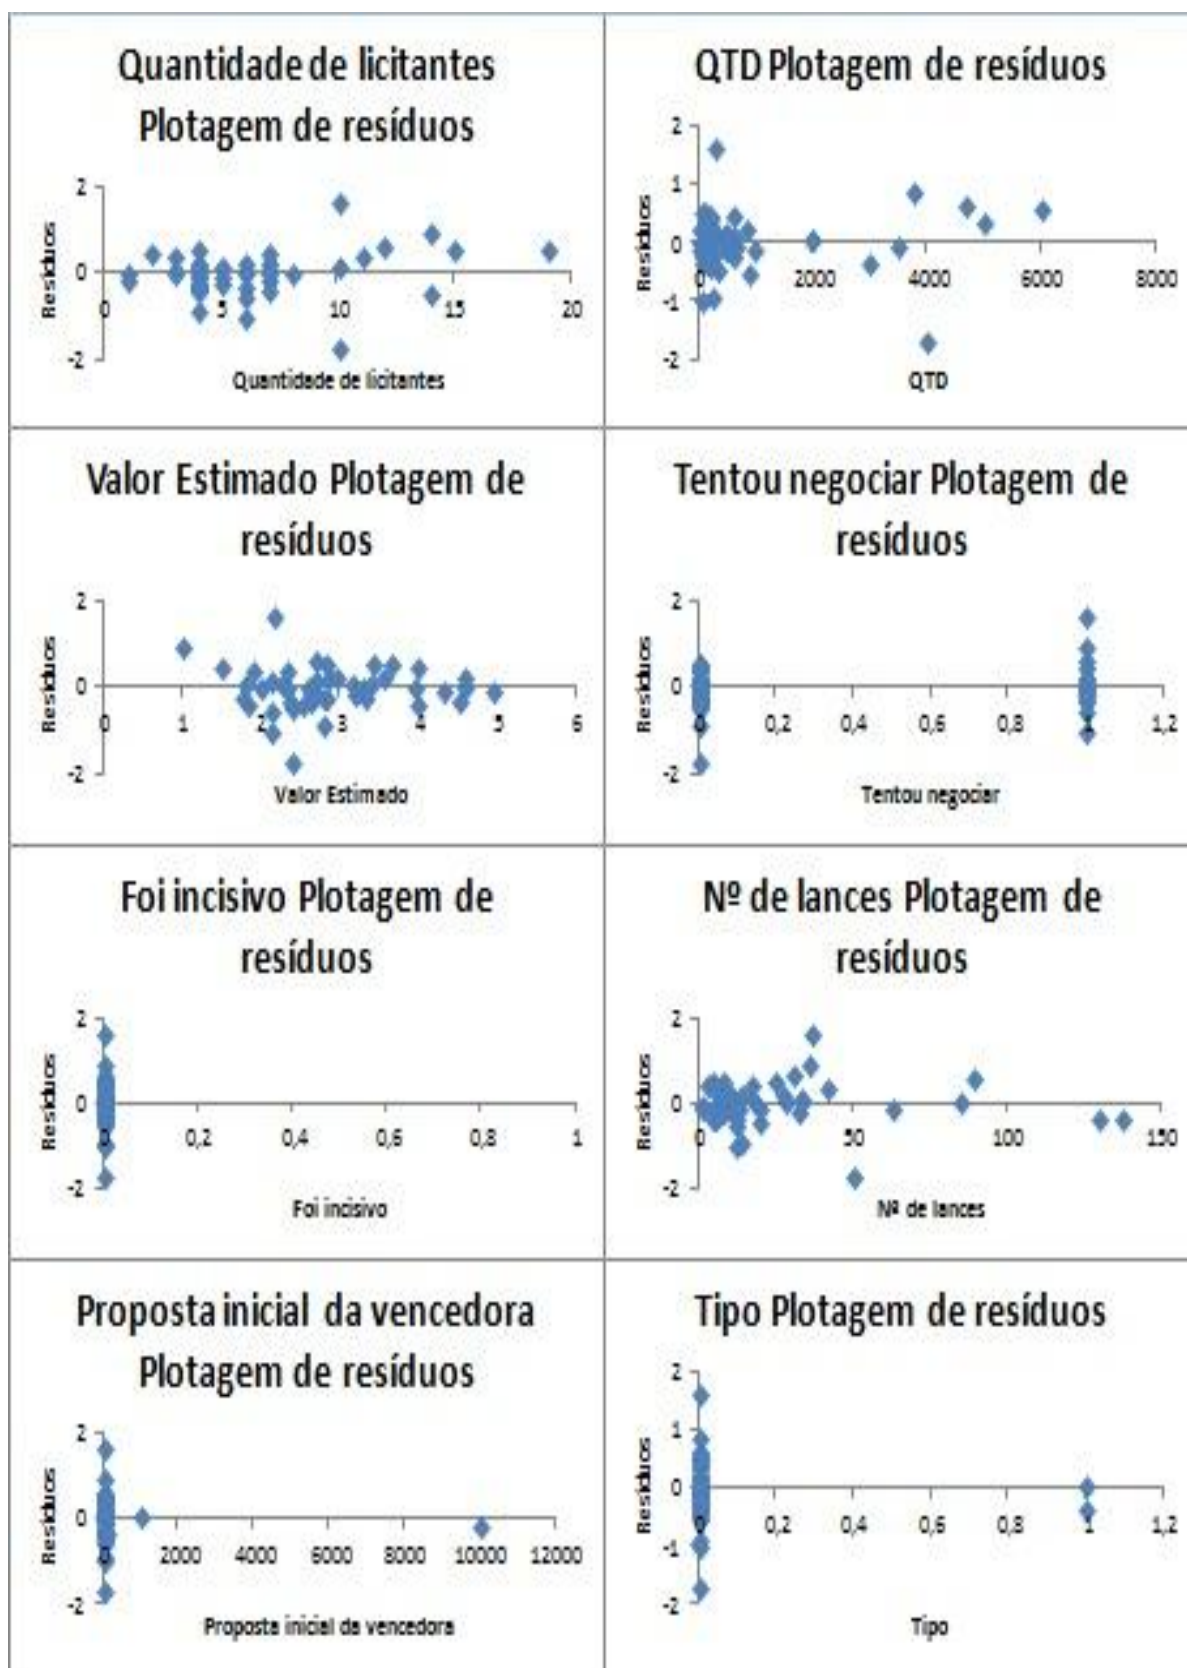 Quantidade de licitantes
Plotagem de resíduos
2
0
-2
0 5 10 15 20
Resíduos
Quantidade de licitantes
QTD Plotagem de resíduos
2
1
0
-1
-2
0 2000 4000 6000 8000
Resíduos
QTD
Valor Estimado Plotagem de
resíduos
2
0
-2
0 1 2 3 4 5 6
Resíduos
Valor Estimado
Tentou negociar Plotagem de
resíduos
2
0
-2
0 0,2 0,4 0,6 0,8 1 1,2
Resíduos
Tentou negociar
Foi incisivo Plotagem de
resíduos
2
0
-2
0 0,2 0,4 0,6 0,8 1
Resíduos
Foi incisivo
Nº de lances Plotagem de
resíduos
2
0
-2
0 50 100 150
Resíduos
Nº de lances
Proposta inicial da vencedora
Plotagem de resíduos
2
0
-2
0 2000 4000 6000 8000 10000 12000
Resíduos
Proposta inicial da vencedora
Tipo Plotagem de resíduos
2
1
0
-1
-2
0 0,2 0,4 0,6 0,8 1 1,2
Resíduos
Tipo